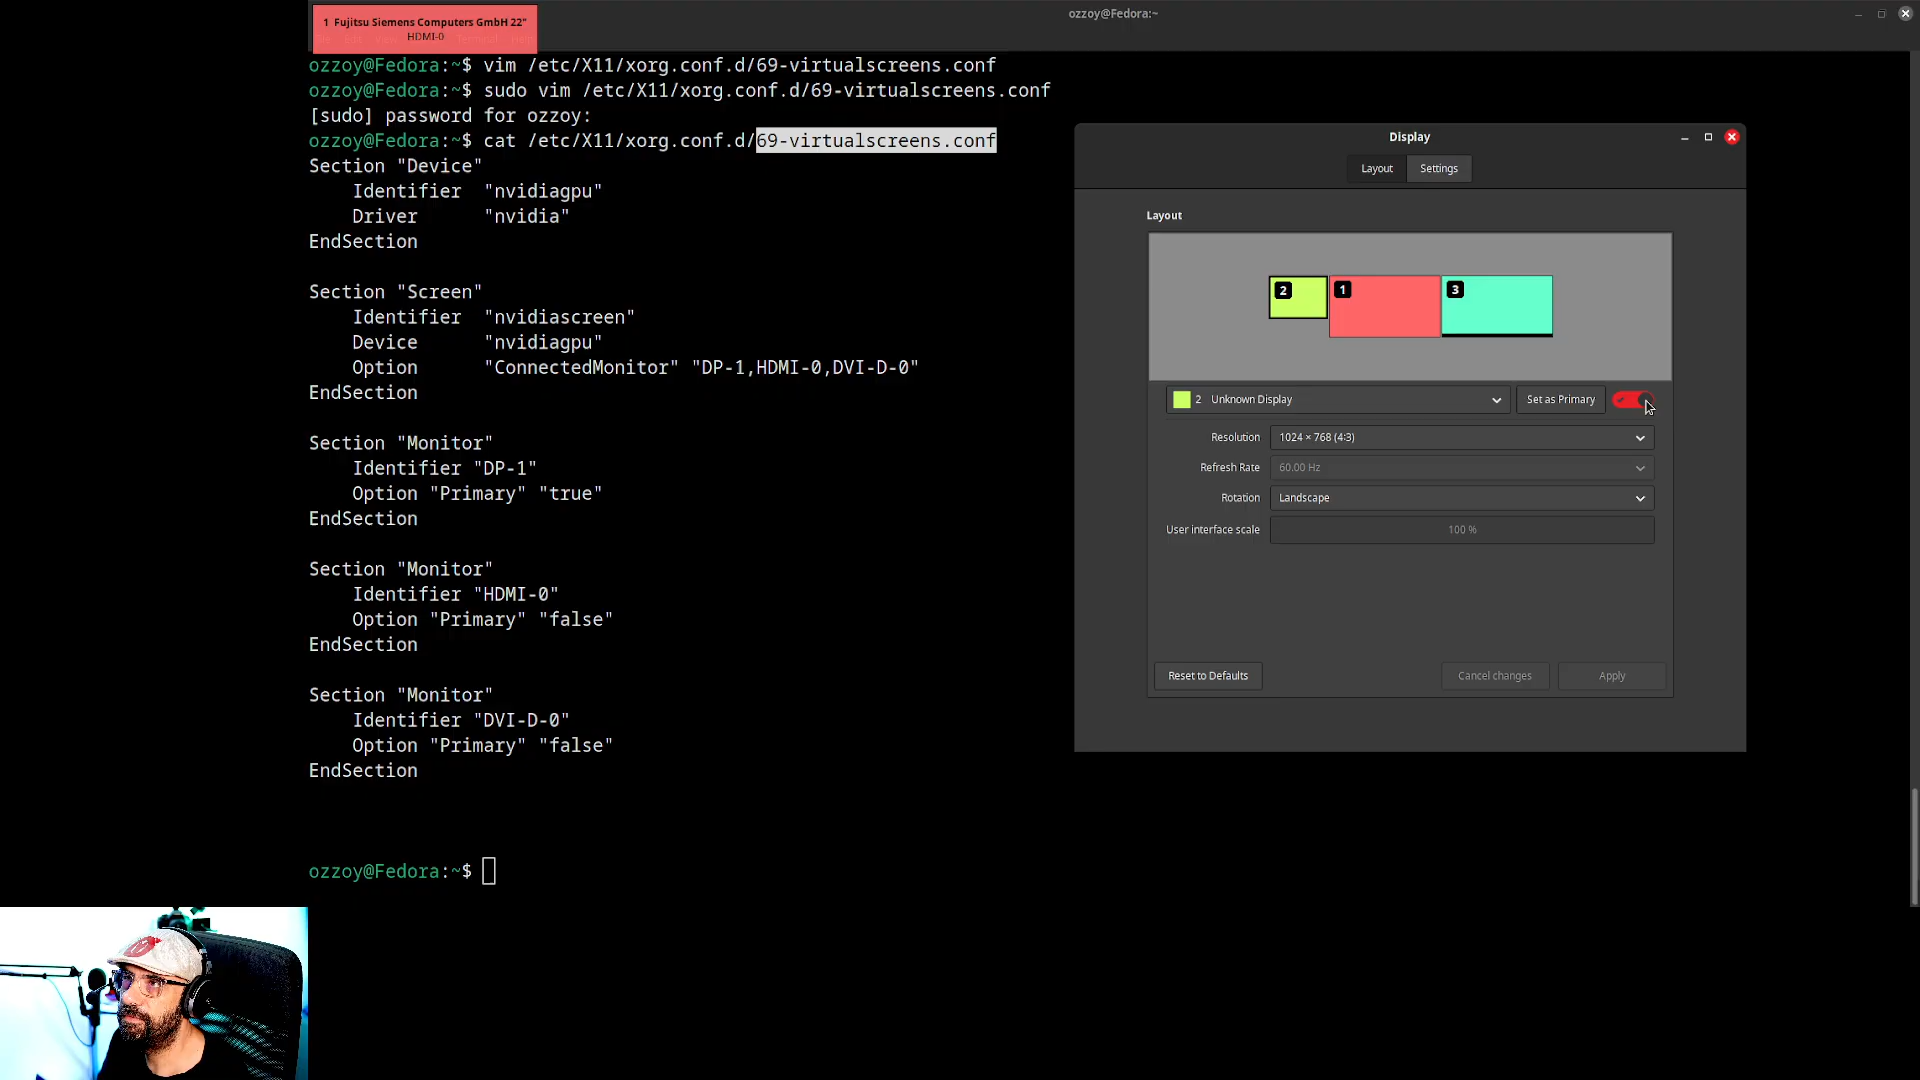 1 Fujitsu Siemens Computers GmbH 22"
HDMI-0
ozzoy@Fedora:~
ozzoy@Fedora:~$ vim /etc/X11/xorg.conf.d/69-virtualscreens.conf
ozzoy@Fedora:~$ sudo vim /etc/X11/xorg.conf.d/69-virtualscreens.conf
[sudo] password for ozzoy:
ozzoy@Fedora:~$ cat /etc/X11/xorg.conf.d/69-virtualscreens.conf
Section "Device"
    Identifier  "nvidiagpu"
    Driver      "nvidia"
EndSection

Section "Screen"
    Identifier  "nvidiascreen"
    Device      "nvidiagpu"
    Option      "ConnectedMonitor" "DP-1,HDMI-0,DVI-D-0"
EndSection

Section "Monitor"
    Identifier "DP-1"
    Option "Primary" "true"
EndSection

Section "Monitor"
    Identifier "HDMI-0"
    Option "Primary" "false"
EndSection

Section "Monitor"
    Identifier "DVI-D-0"
    Option "Primary" "false"
EndSection

ozzoy@Fedora:~$
Display
Layout Settings
Layout
2 1 3
2 Unknown Display Set as Primary
Resolution 1024 × 768 (4:3)
Refresh Rate 60.00 Hz
Rotation Landscape
User interface scale 100 %
Reset to Defaults Cancel changes Apply